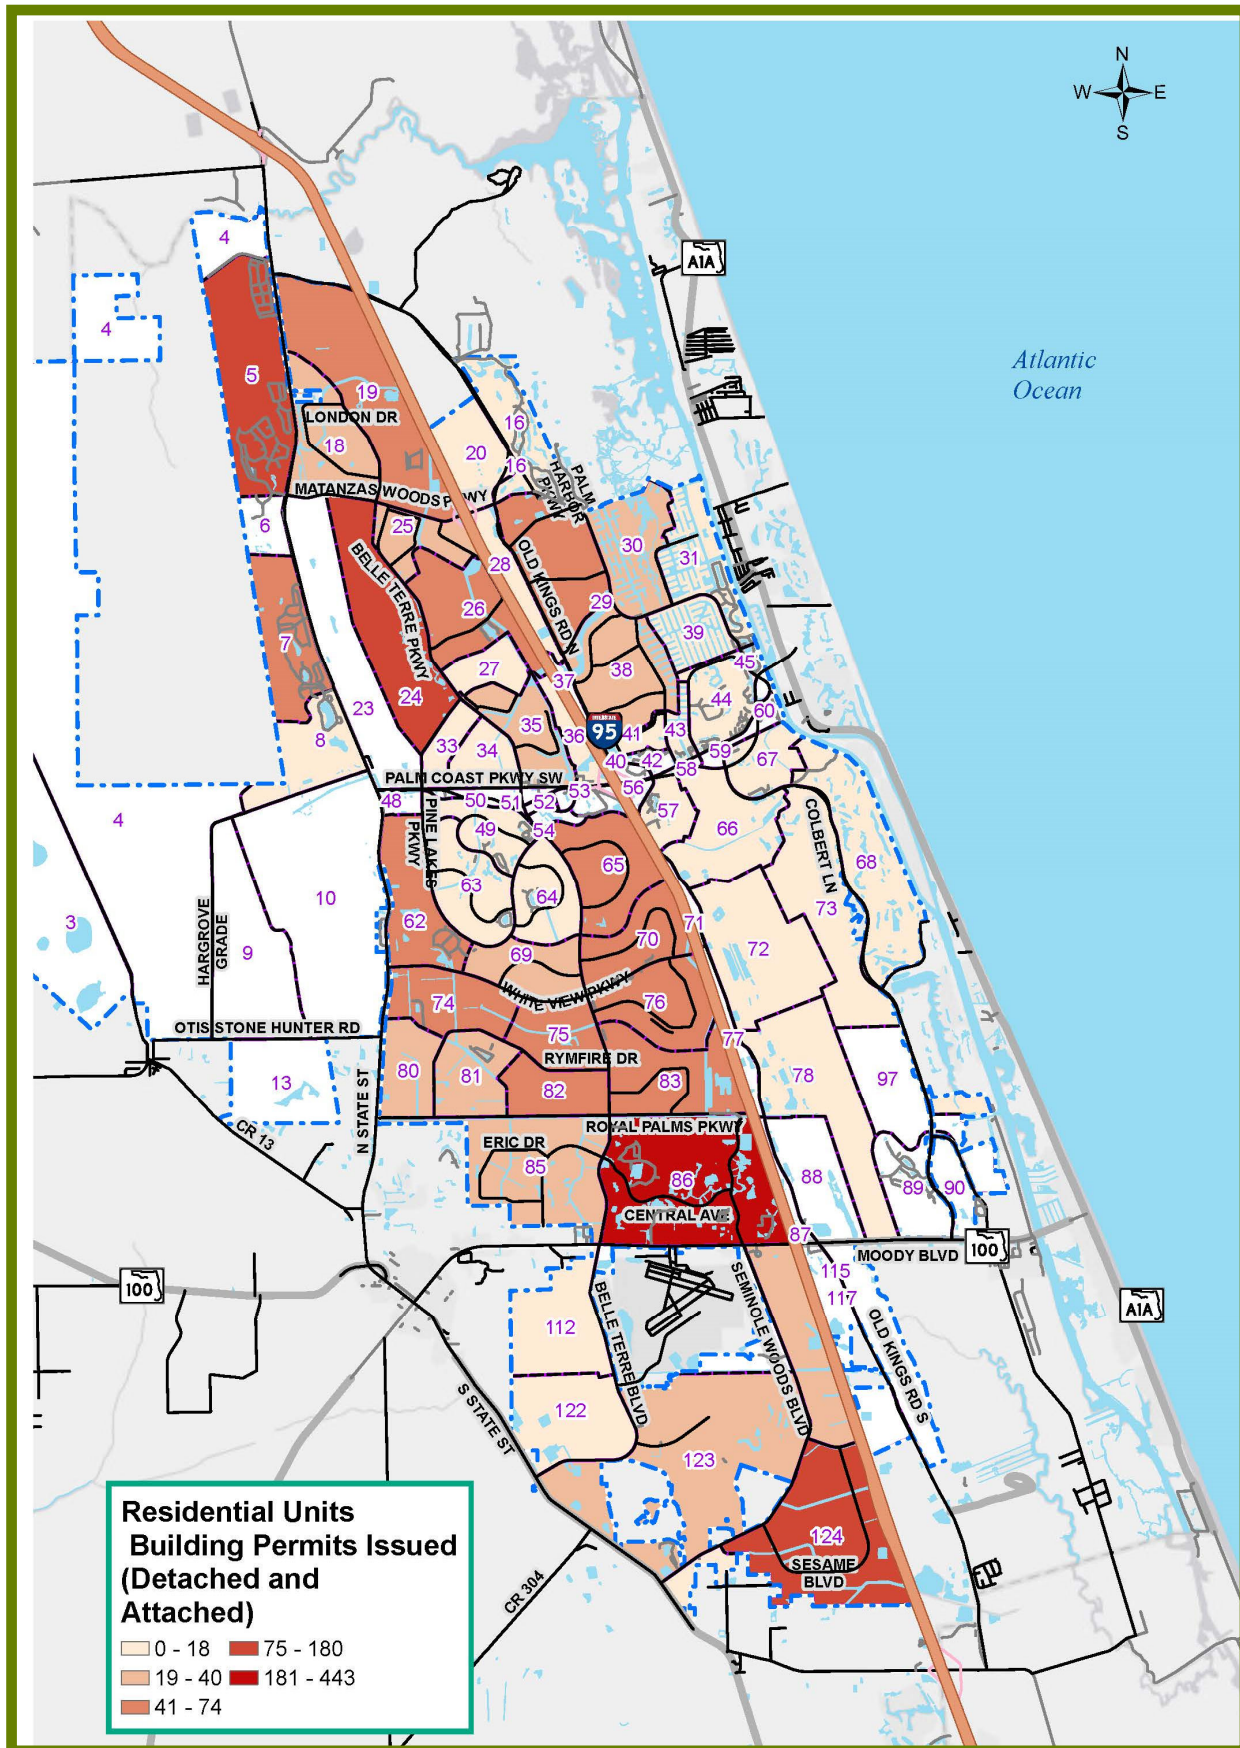 N
W E
S
A1A
Atlantic
Ocean
4
4
5
19
LONDON DR
18
16
20
16
MATANZAS WOODS PKWY
PALM
HARBOR
PKWY
6
25
30
31
BELLE TERRE PKWY
OLD KINGS RD N
28
26
29
7
39
27
38
45
37
24
44
23
60
35
8
33
34
36
95
41
43
59
40
42
58
67
PALM COAST PKWY SW
53
56
48
50
51
52
57
4
49
54
66
PINE LAKES
PKWY
COLBERT LN
65
68
63
10
64
3
62
71
73
HARGROVE
GRADE
9
70
69
72
WHITE VIEW PKWY
74
76
OTIS STONE HUNTER RD
75
77
RYMFIRE DR
13
80
81
82
83
78
97
N STATE ST
CR 13
ROYAL PALMS PKWY
ERIC DR
85
86
88
89
90
CENTRAL AVE
87
MOODY BLVD
100
100
115
117
112
BELLE TERRE BLVD
SEMINOLE WOODS BLVD
OLD KINGS RD S
A1A
122
S STATE ST
123
124
SESAME
BLVD
CR 304
Residential Units
Building Permits Issued
(Detached and
Attached)
0 - 18 75 - 180
19 - 40 181 - 443
41 - 74